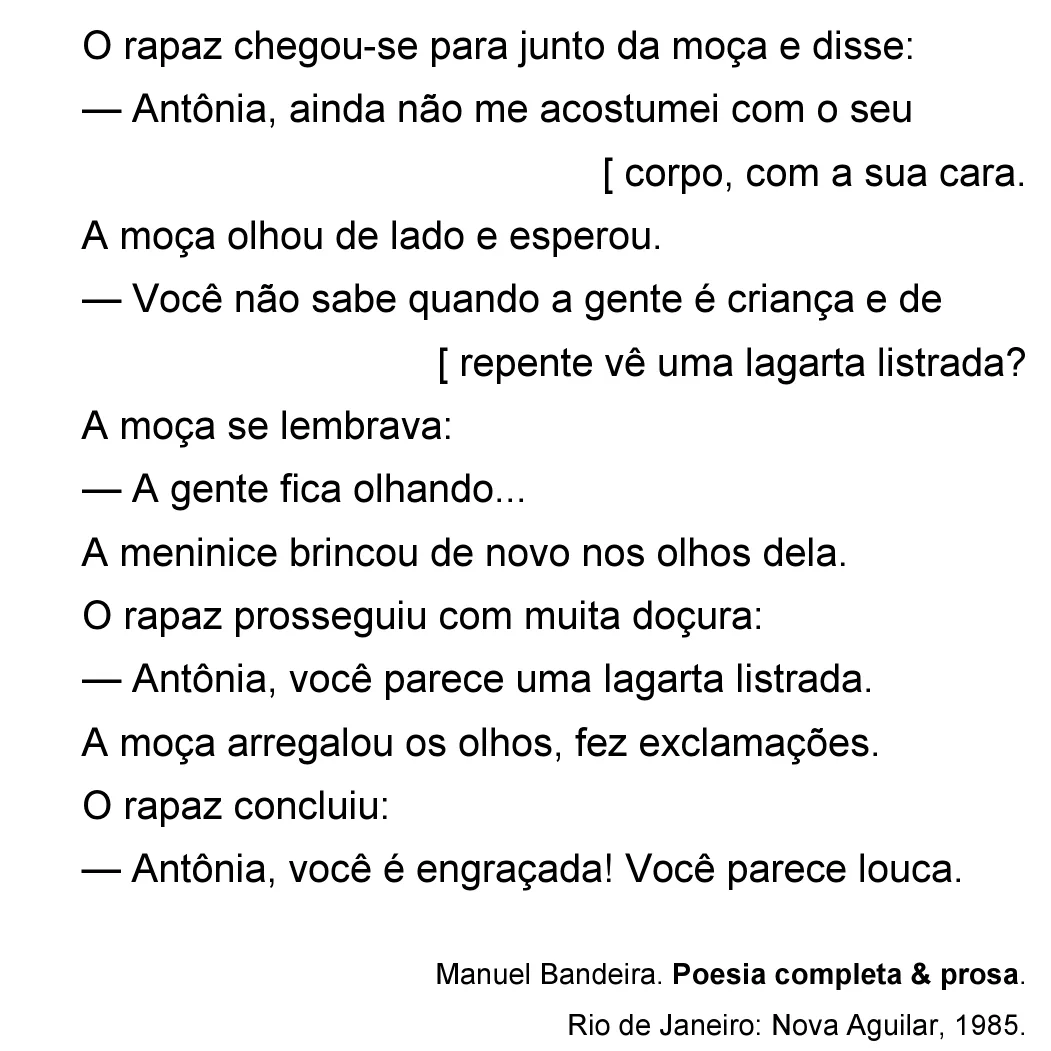 O rapaz chegou-se para junto da moça e disse:
— Antônia, ainda não me acostumei com o seu
[ corpo, com a sua cara.
A moça olhou de lado e esperou.
— Você não sabe quando a gente é criança e de
[ repente vê uma lagarta listrada?
A moça se lembrava:
— A gente fica olhando...
A meninice brincou de novo nos olhos dela.
O rapaz prosseguiu com muita doçura:
— Antônia, você parece uma lagarta listrada.
A moça arregalou os olhos, fez exclamações.
O rapaz concluiu:
— Antônia, você é engraçada! Você parece louca.
Manuel Bandeira. Poesia completa & prosa.
Rio de Janeiro: Nova Aguilar, 1985.